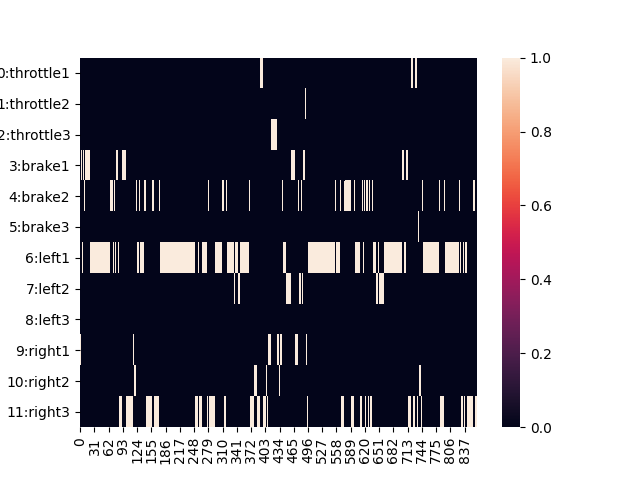 0:throttle1
1:throttle2
2:throttle3
3:brake1
4:brake2
5:brake3
6:left1
7:left2
8:left3
9:right1
10:right2
11:right3
0 31 62 93 124 155 186 217 248 279 310 341 372 403 434 465 496 527 558 589 620 651 682 713 744 775 806 837
1.0
0.8
0.6
0.4
0.2
0.0